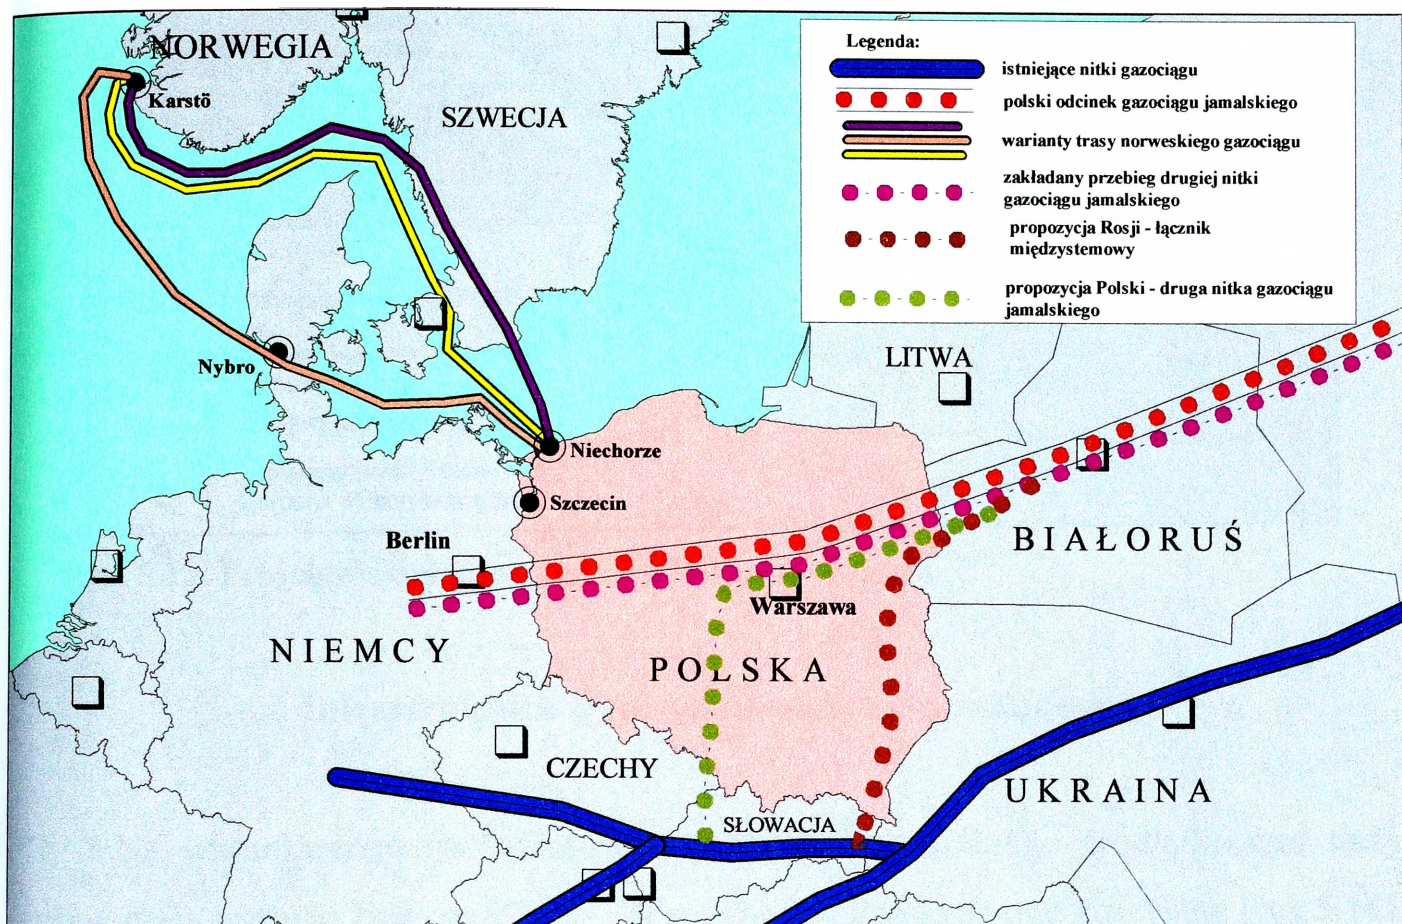 NORWEGIA
Karstö
SZWECJA
Legenda:
istniejące nitki gazociągu
polski odcinek gazociągu jamalskiego
warianty trasy norweskiego gazociągu
zakładany przebieg drugiej nitki
gazociągu jamalskiego
propozycja Rosji - łącznik
międzystemowy
propozycja Polski - druga nitka gazociągu
jamalskiego
Nybro
LITWA
Niechorze
Szczecin
Berlin
BIAŁORUŚ
Warszawa
NIEMCY
POLSKA
CZECHY
UKRAINA
SŁOWACJA